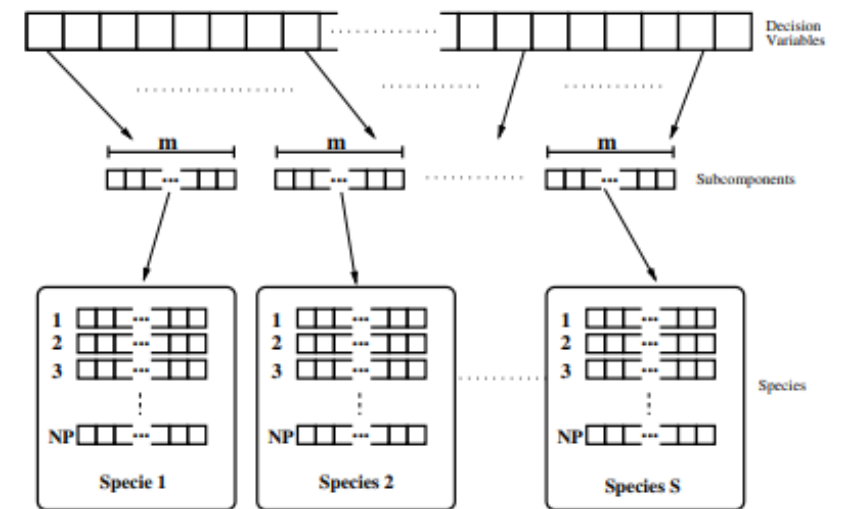 Decision
Variables
m
m
m
Subcomponents
1
2
3
NP
Specie 1
1
2
3
NP
Species 2
1
2
3
NP
Species S
Species